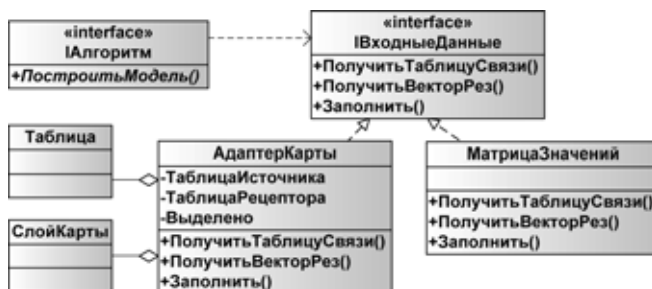 «interface»
IАлгоритм
+ПостроитьМодель()
«interface»
IВходныеДанные
+ПолучитьТаблицуСвязи()
+ПолучитьВекторРез()
+Заполнить()
Таблица
СлойКарты
АдаптерКарты
-ТаблицаИсточника
-ТаблицаРецептора
-Выделено
+ПолучитьТаблицуСвязи()
+ПолучитьВекторРез()
+Заполнить()
МатрицаЗначений
+ПолучитьТаблицуСвязи()
+ПолучитьВекторРез()
+Заполнить()